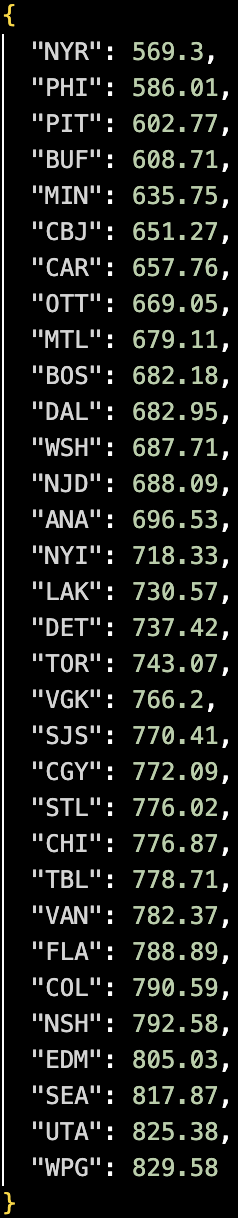 {
"NYR": 569.3,
"PHI": 586.01,
"PIT": 602.77,
"BUF": 608.71,
"MIN": 635.75,
"CBJ": 651.27,
"CAR": 657.76,
"OTT": 669.05,
"MTL": 679.11,
"BOS": 682.18,
"DAL": 682.95,
"WSH": 687.71,
"NJD": 688.09,
"ANA": 696.53,
"NYI": 718.33,
"LAK": 730.57,
"DET": 737.42,
"TOR": 743.07,
"VGK": 766.2,
"SJS": 770.41,
"CGY": 772.09,
"STL": 776.02,
"CHI": 776.87,
"TBL": 778.71,
"VAN": 782.37,
"FLA": 788.89,
"COL": 790.59,
"NSH": 792.58,
"EDM": 805.03,
"SEA": 817.87,
"UTA": 825.38,
"WPG": 829.58
}